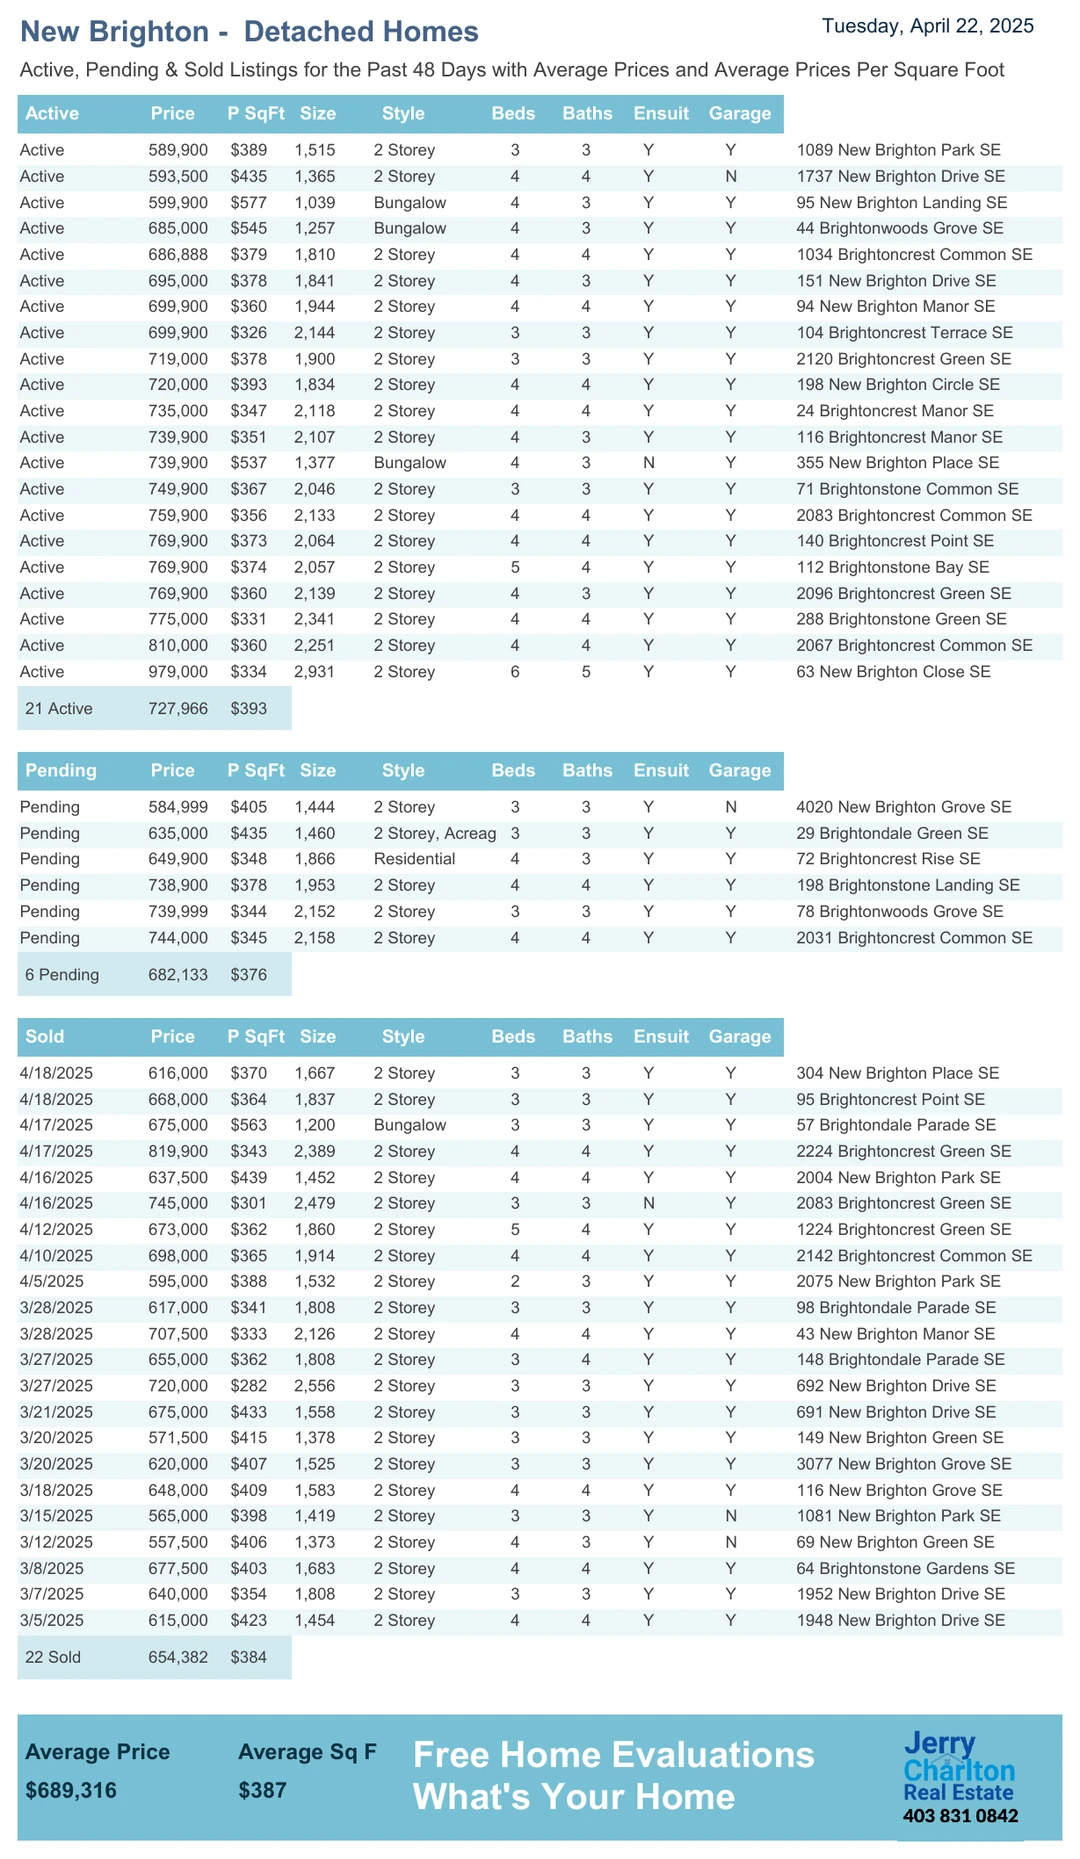 New Brighton - Detached Homes
Tuesday, April 22, 2025
Active, Pending & Sold Listings for the Past 48 Days with Average Prices and Average Prices Per Square Foot
Active Price P SqFt Size Style Beds Baths Ensuit Garage
Active 589,900 $389 1,515 2 Storey 3 3 Y Y 1089 New Brighton Park SE
Active 593,500 $435 1,365 2 Storey 4 4 Y N 1737 New Brighton Drive SE
Active 599,900 $577 1,039 Bungalow 4 3 Y Y 95 New Brighton Landing SE
Active 685,000 $545 1,257 Bungalow 4 3 Y Y 44 Brightonwoods Grove SE
Active 686,888 $379 1,810 2 Storey 4 4 Y Y 1034 Brightoncrest Common SE
Active 695,000 $378 1,841 2 Storey 4 3 Y Y 151 New Brighton Drive SE
Active 699,900 $360 1,944 2 Storey 4 4 Y Y 94 New Brighton Manor SE
Active 699,900 $326 2,144 2 Storey 3 3 Y Y 104 Brightoncrest Terrace SE
Active 719,000 $378 1,900 2 Storey 3 3 Y Y 2120 Brightoncrest Green SE
Active 720,000 $393 1,834 2 Storey 4 4 Y Y 198 New Brighton Circle SE
Active 735,000 $347 2,118 2 Storey 4 4 Y Y 24 Brightoncrest Manor SE
Active 739,900 $351 2,107 2 Storey 4 3 Y Y 116 Brightoncrest Manor SE
Active 739,900 $537 1,377 Bungalow 4 3 N Y 355 New Brighton Place SE
Active 749,900 $367 2,046 2 Storey 3 3 Y Y 71 Brightonstone Common SE
Active 759,900 $356 2,133 2 Storey 4 4 Y Y 2083 Brightoncrest Common SE
Active 769,900 $373 2,064 2 Storey 4 4 Y Y 140 Brightoncrest Point SE
Active 769,900 $374 2,057 2 Storey 5 4 Y Y 112 Brightonstone Bay SE
Active 769,900 $360 2,139 2 Storey 4 3 Y Y 2096 Brightoncrest Green SE
Active 775,000 $331 2,341 2 Storey 4 4 Y Y 288 Brightonstone Green SE
Active 810,000 $360 2,251 2 Storey 4 4 Y Y 2067 Brightoncrest Common SE
Active 979,000 $334 2,931 2 Storey 6 5 Y Y 63 New Brighton Close SE
21 Active 727,966 $393
Pending Price P SqFt Size Style Beds Baths Ensuit Garage
Pending 584,999 $405 1,444 2 Storey 3 3 Y N 4020 New Brighton Grove SE
Pending 635,000 $435 1,460 2 Storey, Acreag 3 3 Y Y 29 Brightondale Green SE
Pending 649,900 $348 1,866 Residential 4 3 Y Y 72 Brightoncrest Rise SE
Pending 738,900 $378 1,953 2 Storey 4 4 Y Y 198 Brightonstone Landing SE
Pending 739,999 $344 2,152 2 Storey 3 3 Y Y 78 Brightonwoods Grove SE
Pending 744,000 $345 2,158 2 Storey 4 4 Y Y 2031 Brightoncrest Common SE
6 Pending 682,133 $376
Sold Price P SqFt Size Style Beds Baths Ensuit Garage
4/18/2025 616,000 $370 1,667 2 Storey 3 3 Y Y 304 New Brighton Place SE
4/18/2025 668,000 $364 1,837 2 Storey 3 3 Y Y 95 Brightoncrest Point SE
4/17/2025 675,000 $563 1,200 Bungalow 3 3 Y Y 57 Brightondale Parade SE
4/17/2025 819,900 $343 2,389 2 Storey 4 4 Y Y 2224 Brightoncrest Green SE
4/16/2025 637,500 $439 1,452 2 Storey 4 4 Y Y 2004 New Brighton Park SE
4/16/2025 745,000 $301 2,479 2 Storey 3 3 N Y 2083 Brightoncrest Green SE
4/12/2025 673,000 $362 1,860 2 Storey 5 4 Y Y 1224 Brightoncrest Green SE
4/10/2025 698,000 $365 1,914 2 Storey 4 4 Y Y 2142 Brightoncrest Common SE
4/5/2025 595,000 $388 1,532 2 Storey 2 3 Y Y 2075 New Brighton Park SE
3/28/2025 617,000 $341 1,808 2 Storey 3 3 Y Y 98 Brightondale Parade SE
3/28/2025 707,500 $333 2,126 2 Storey 4 4 Y Y 43 New Brighton Manor SE
3/27/2025 655,000 $362 1,808 2 Storey 3 4 Y Y 148 Brightondale Parade SE
3/27/2025 720,000 $282 2,556 2 Storey 3 3 Y Y 692 New Brighton Drive SE
3/21/2025 675,000 $433 1,558 2 Storey 3 3 Y Y 691 New Brighton Drive SE
3/20/2025 571,500 $415 1,378 2 Storey 3 3 Y Y 149 New Brighton Green SE
3/20/2025 620,000 $407 1,525 2 Storey 3 3 Y Y 3077 New Brighton Grove SE
3/18/2025 648,000 $409 1,583 2 Storey 4 4 Y Y 116 New Brighton Grove SE
3/15/2025 565,000 $398 1,419 2 Storey 3 3 Y N 1081 New Brighton Park SE
3/12/2025 557,500 $406 1,373 2 Storey 4 3 Y N 69 New Brighton Green SE
3/8/2025 677,500 $403 1,683 2 Storey 4 4 Y Y 64 Brightonstone Gardens SE
3/7/2025 640,000 $354 1,808 2 Storey 3 3 Y Y 1952 New Brighton Drive SE
3/5/2025 615,000 $423 1,454 2 Storey 4 4 Y Y 1948 New Brighton Drive SE
22 Sold 654,382 $384
Average Price Average Sq F
$689,316 $387
Free Home Evaluations
What's Your Home
Jerry
Charlton
Real Estate
403 831 0842